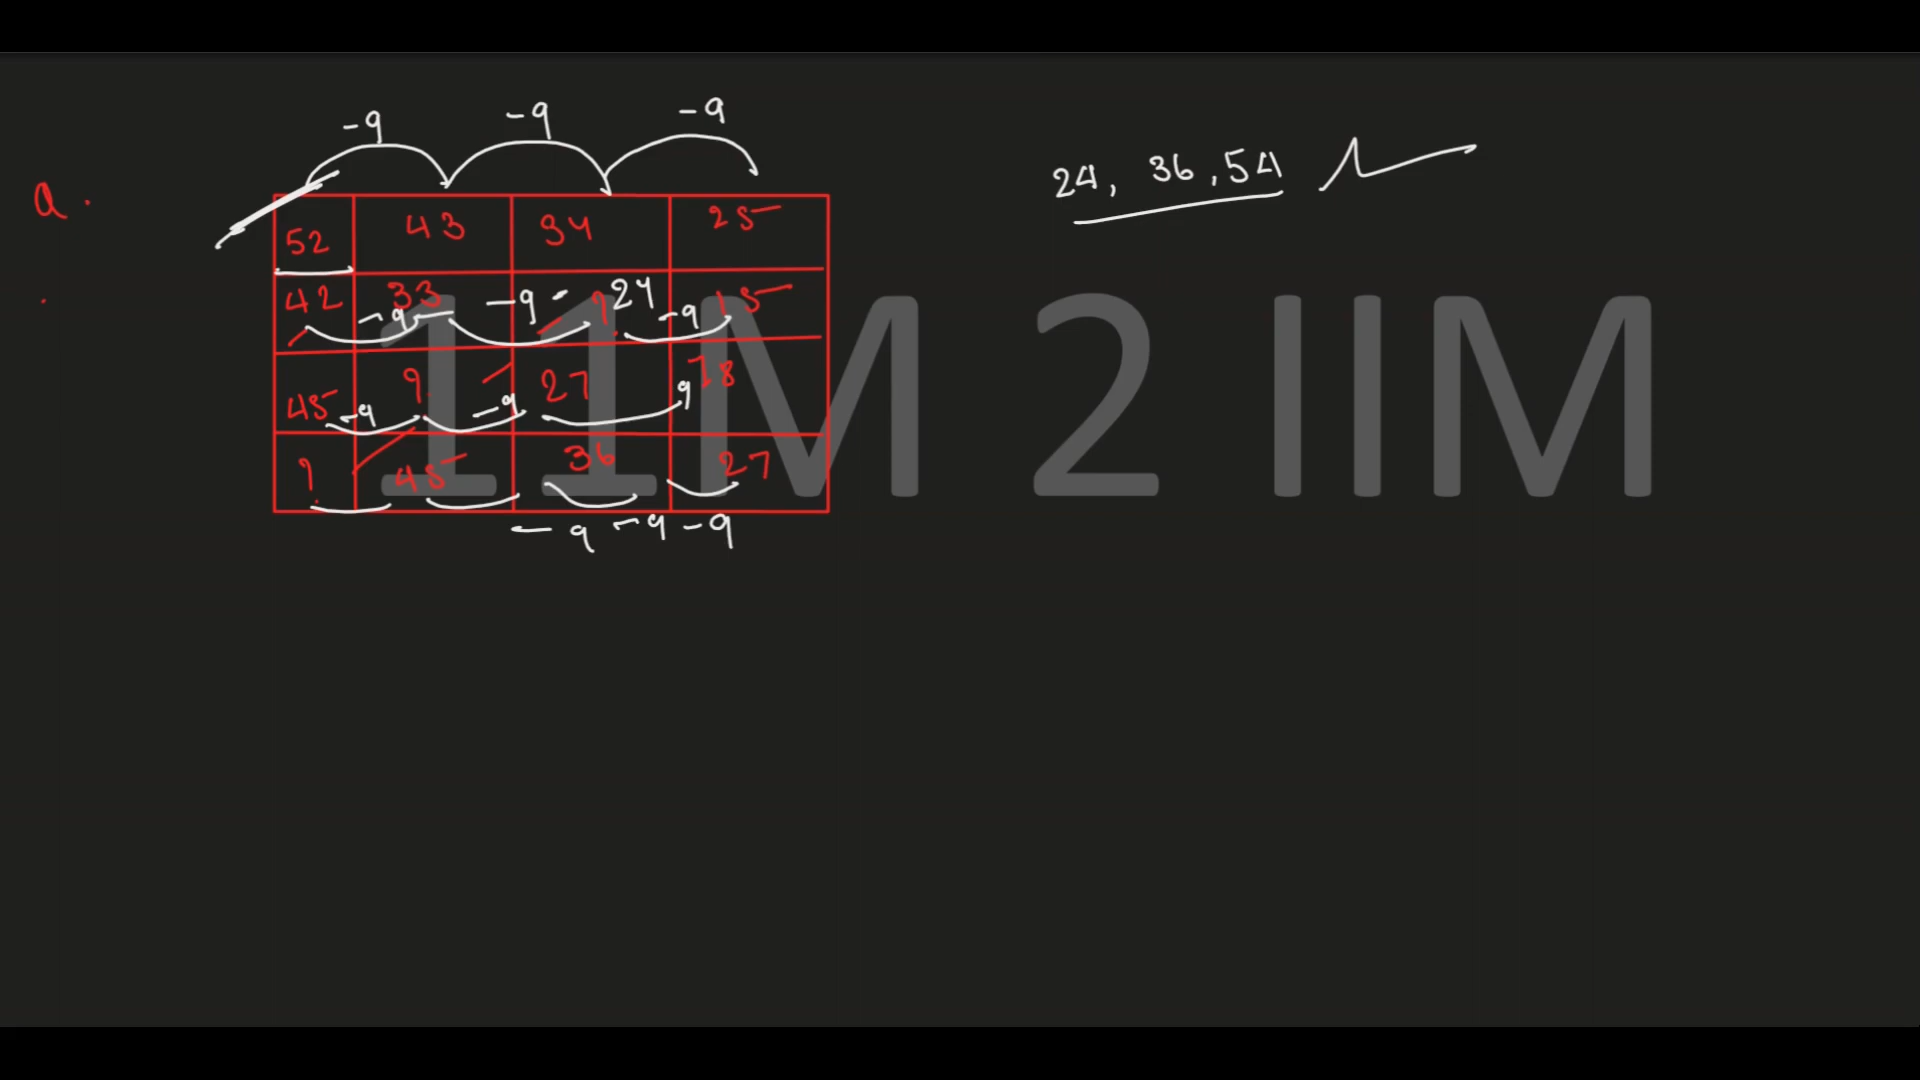 -9 -9 -9
Q.
24, 36, 54
52 43 34 25
42 33 -9 ? 24 15
-9 -9
45 ? 27 18
-9 -9 9
? 45 36 27
-9 -9 -9
11M 2 IIM